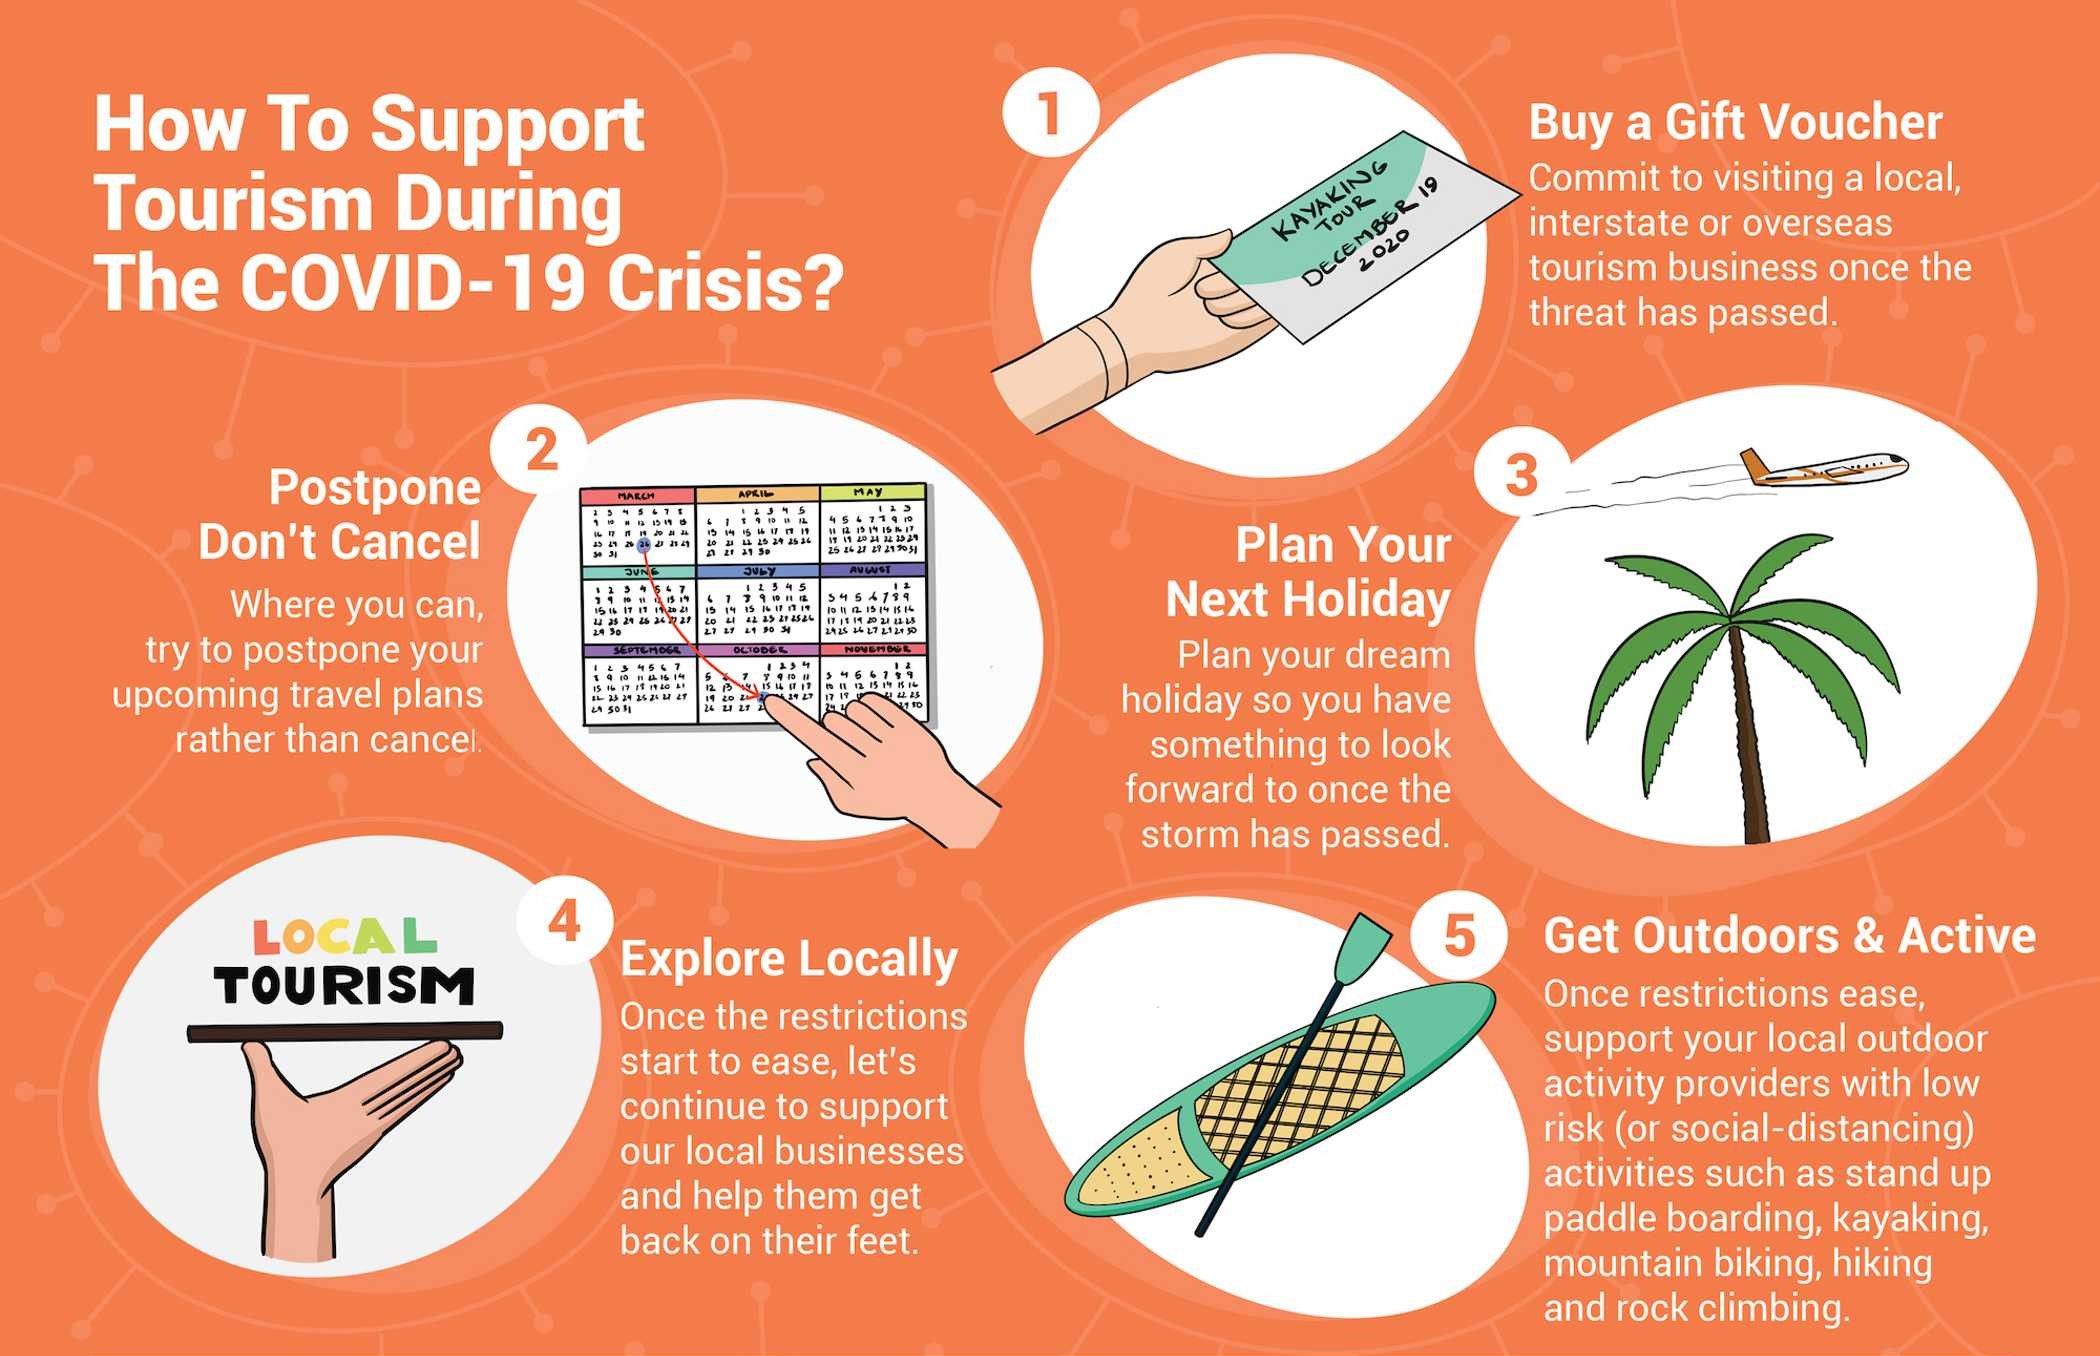 How To Support
Tourism During
The COVID-19 Crisis?
1
KAYAKING
TOUR
DECEMBER 19
2020
Buy a Gift Voucher
Commit to visiting a local,
interstate or overseas
tourism business once the
threat has passed.
2
Postpone
Don't Cancel
Where you can,
try to postpone your
upcoming travel plans
rather than cancel.
MARCH APRIL MAY
JUNE JULY AUGUST
SEPTEMBER OCTOBER NOVEMBER
3
Plan Your
Next Holiday
Plan your dream
holiday so you have
something to look
forward to once the
storm has passed.
4
LOCAL
TOURISM
Explore Locally
Once the restrictions
start to ease, let's
continue to support
our local businesses
and help them get
back on their feet.
5
Get Outdoors & Active
Once restrictions ease,
support your local outdoor
activity providers with low
risk (or social-distancing)
activities such as stand up
paddle boarding, kayaking,
mountain biking, hiking
and rock climbing.